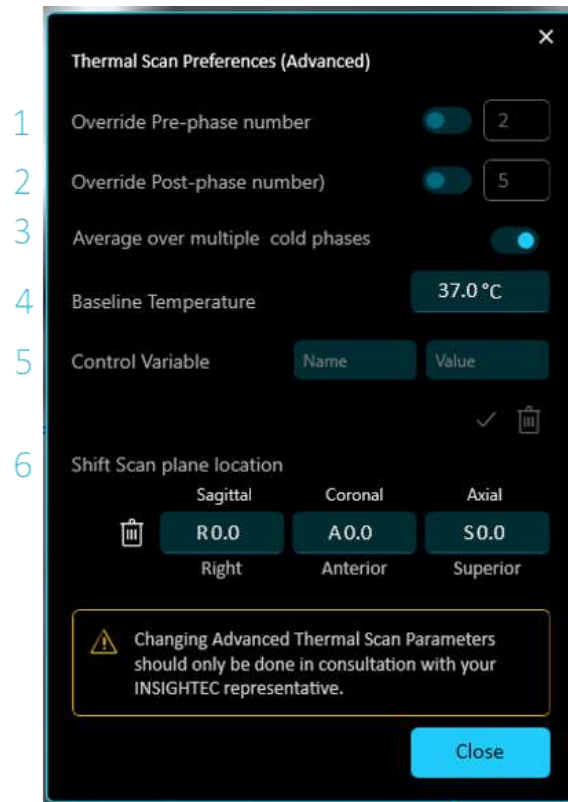 ×
Thermal Scan Preferences (Advanced)
1 Override Pre-phase number 2
2 Override Post-phase number) 5
3 Average over multiple cold phases
4 Baseline Temperature 37.0 °C
5 Control Variable Name Value
6 Shift Scan plane location
Sagittal Coronal Axial
R 0.0 A 0.0 S 0.0
Right Anterior Superior
Changing Advanced Thermal Scan Parameters
should only be done in consultation with your
INSIGHTEC representative.
Close